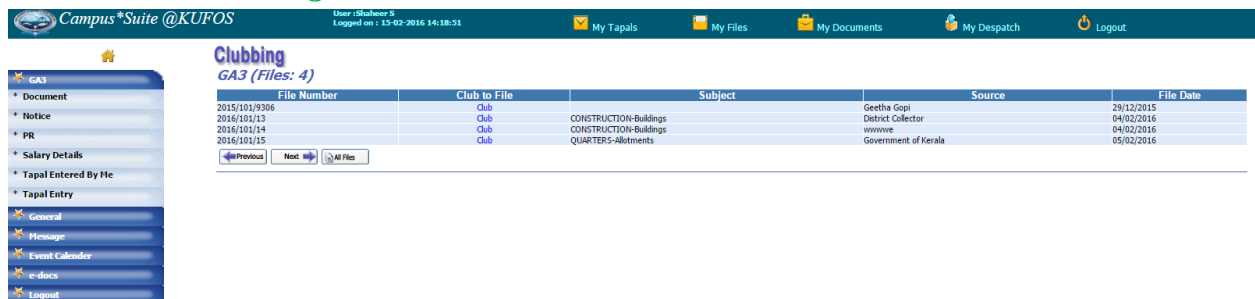 Campus*Suite @KUFOS
User :Shaheer S
Logged on : 15-02-2016 14:18:51
My Tapals
My Files
My Documents
My Despatch
Logout
GA3
* Document
* Notice
* PR
* Salary Details
* Tapal Entered By Me
* Tapal Entry
General
Message
Event Calender
e-docs
Logout
Clubbing
GA3 (Files: 4)
File Number Club to File Subject Source File Date
2015/101/9306 Club Geetha Gopi 29/12/2015
2016/101/13 Club CONSTRUCTION-Buildings District Collector 04/02/2016
2016/101/14 Club CONSTRUCTION-Buildings wwwwe 04/02/2016
2016/101/15 Club QUARTERS-Allotments Government of Kerala 05/02/2016
Previous Next All Files